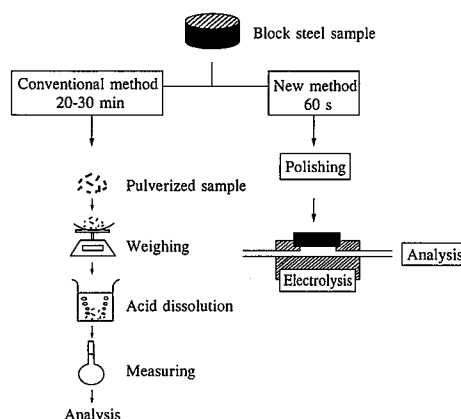 Block steel sample
Conventional method
20-30 min
New method
60 s
Pulverized sample
Weighing
Acid dissolution
Measuring
Analysis
Polishing
Electrolysis
Analysis